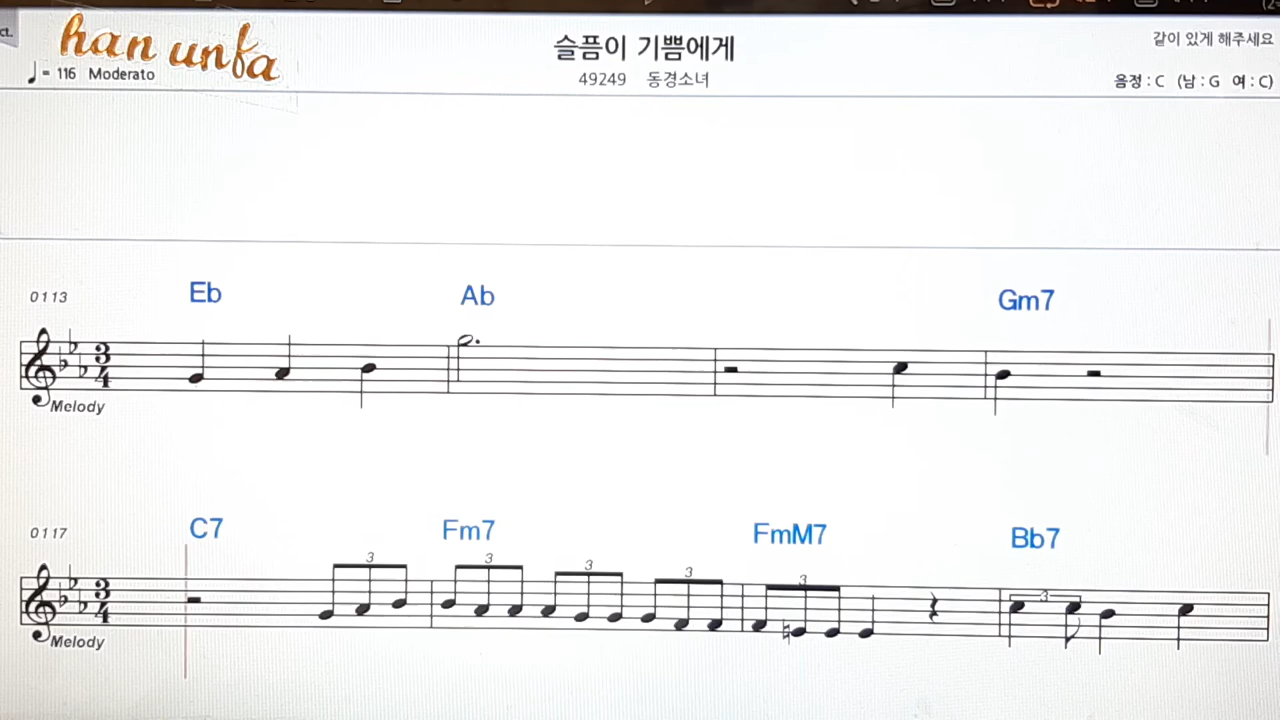 ct.
han unfa
♩= 116 Moderato
슬픔이 기쁨에게
49249 동경소녀
같이 있게 해주세요
음정 : C (남 : G 여 : C)
0113
Eb Ab Gm7
3
4
Melody
0117
C7 Fm7 FmM7 Bb7
3 3 3 3 3 3
3
4
Melody